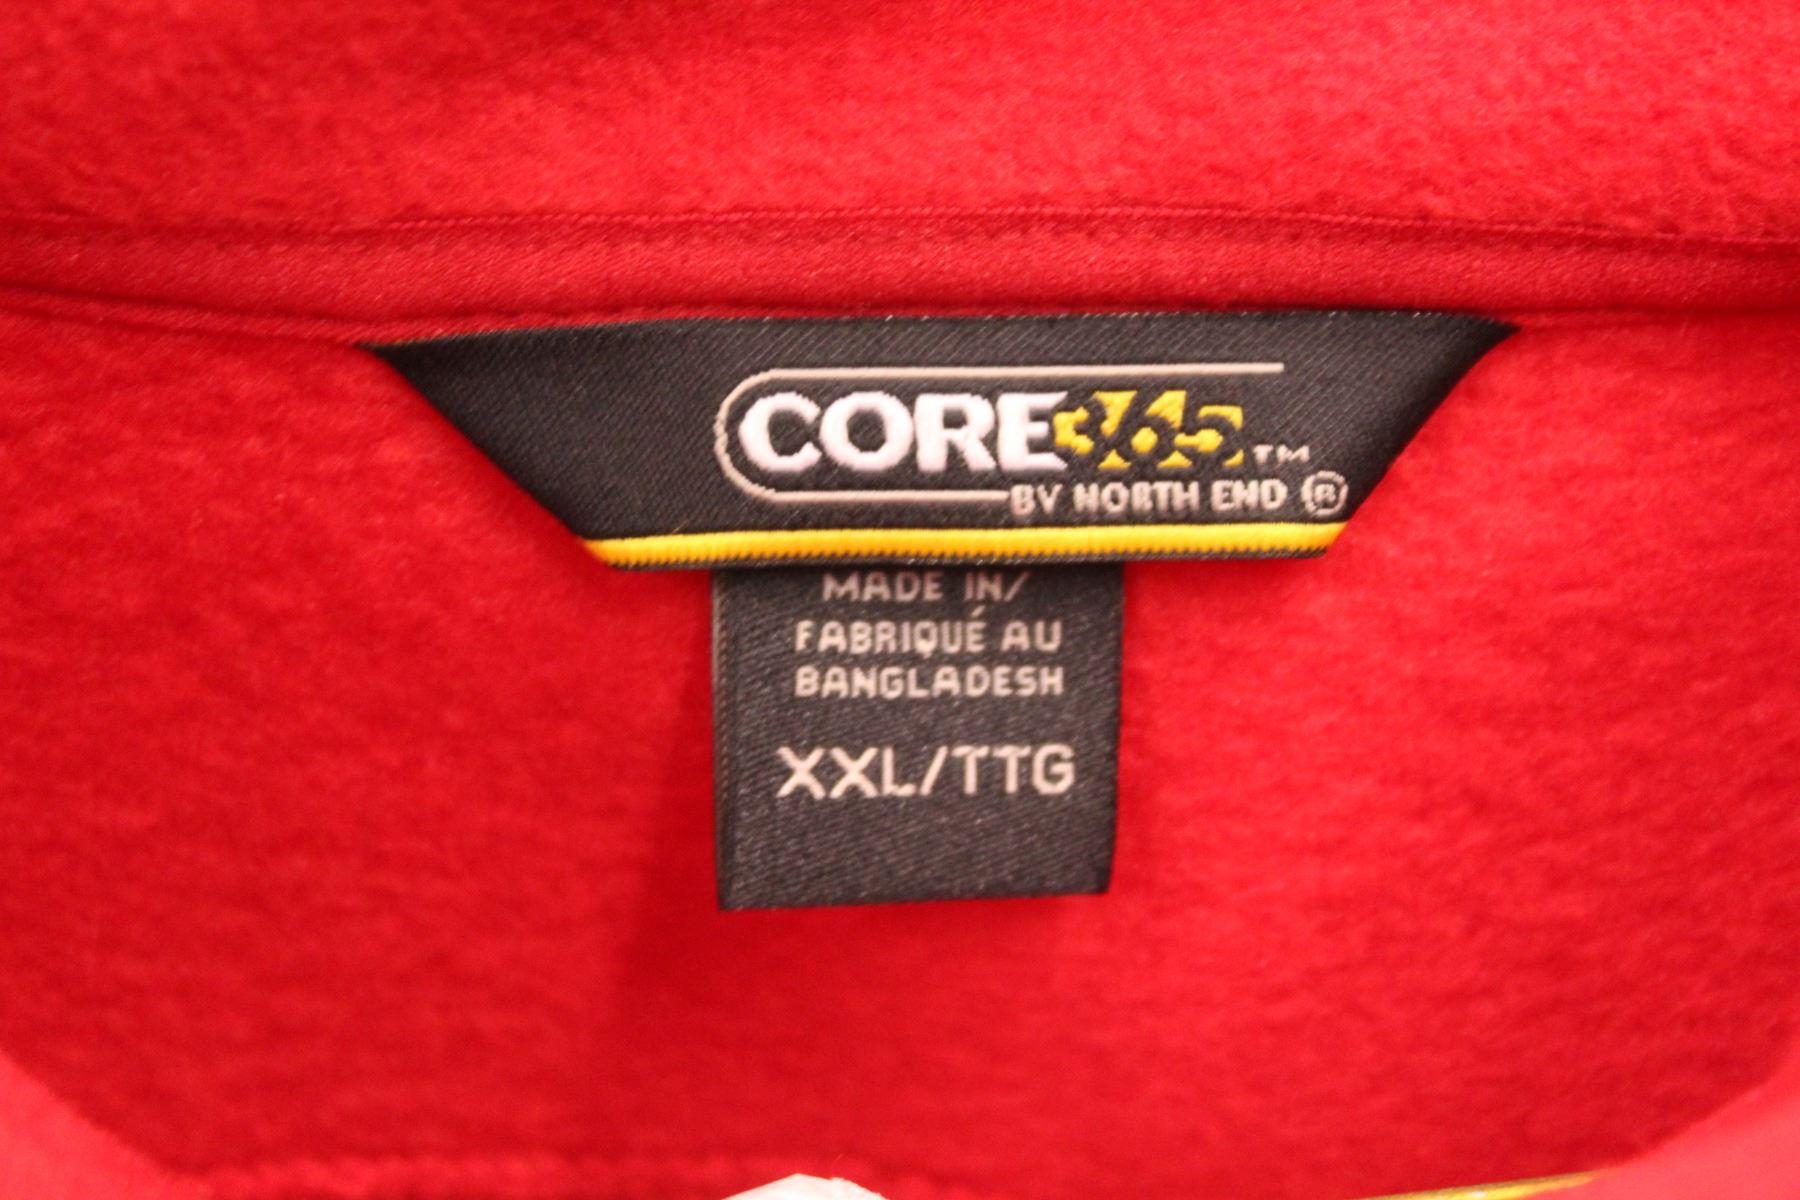 CORE365™
BY NORTH END ®
MADE IN/
FABRIQUÉ AU
BANGLADESH
XXL/TTG